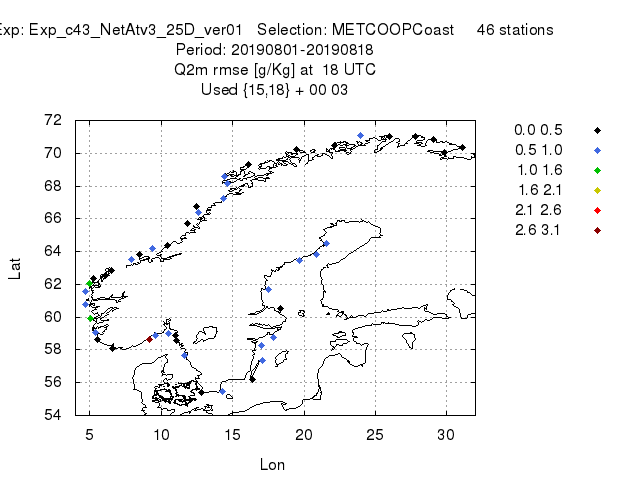 Exp: Exp_c43_NetAtv3_25D_ver01 Selection: METCOOPCoast 46 stations
Period: 20190801-20190818
Q2m rmse [g/Kg] at 18 UTC
Used {15,18} + 00 03
72
70
68
66
64
62
60
58
56
54
Lat
5 10 15 20 25 30
Lon
0.0 0.5
0.5 1.0
1.0 1.6
1.6 2.1
2.1 2.6
2.6 3.1